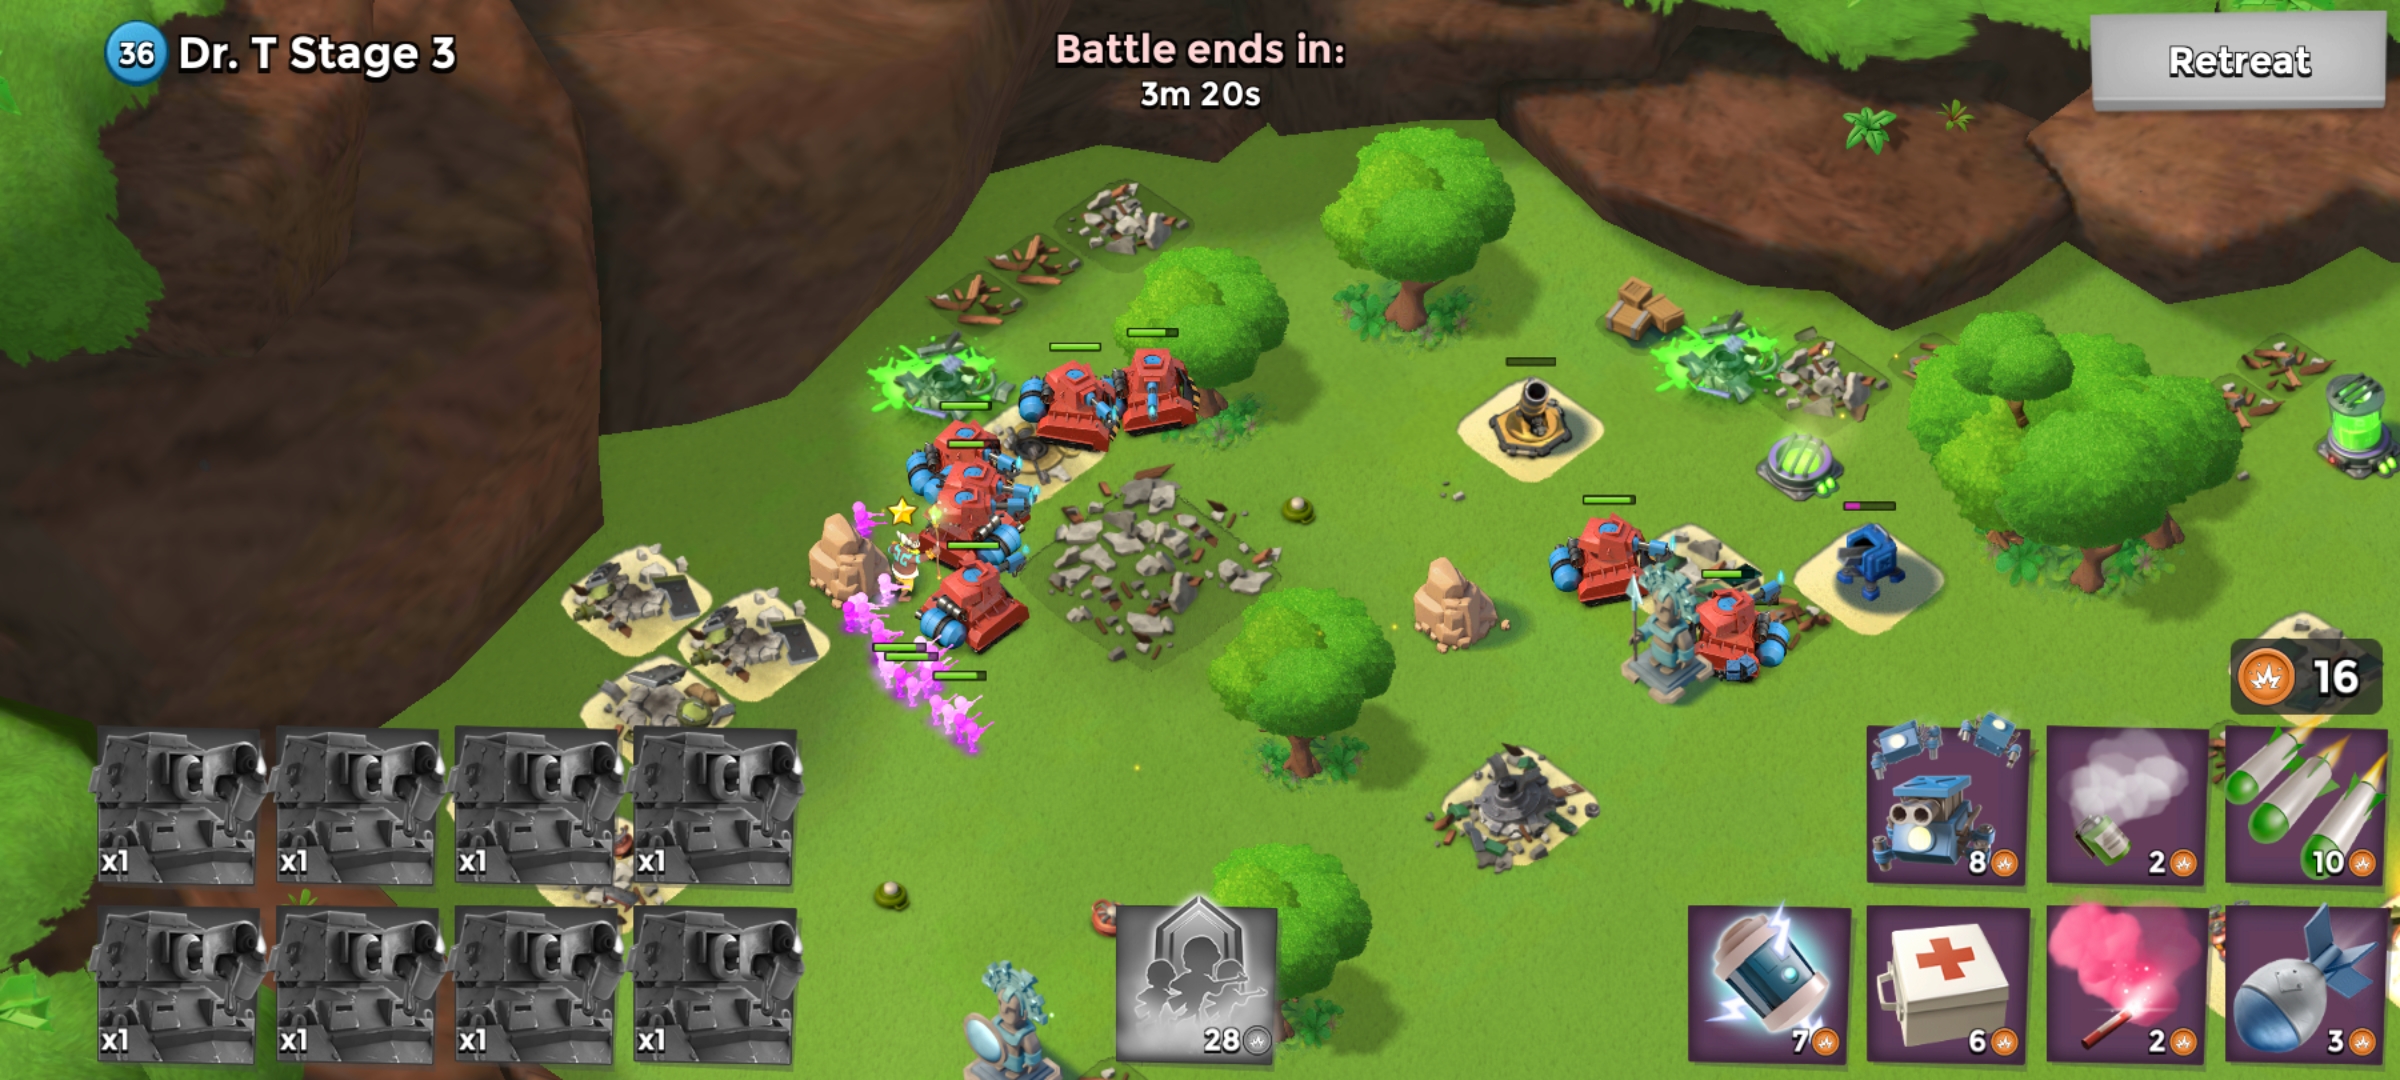 36 Dr. T Stage 3
Battle ends in:
3m 20s
Retreat
16
8
2
10
x1
x1
x1
x1
x1
x1
x1
x1
28
7
6
2
3